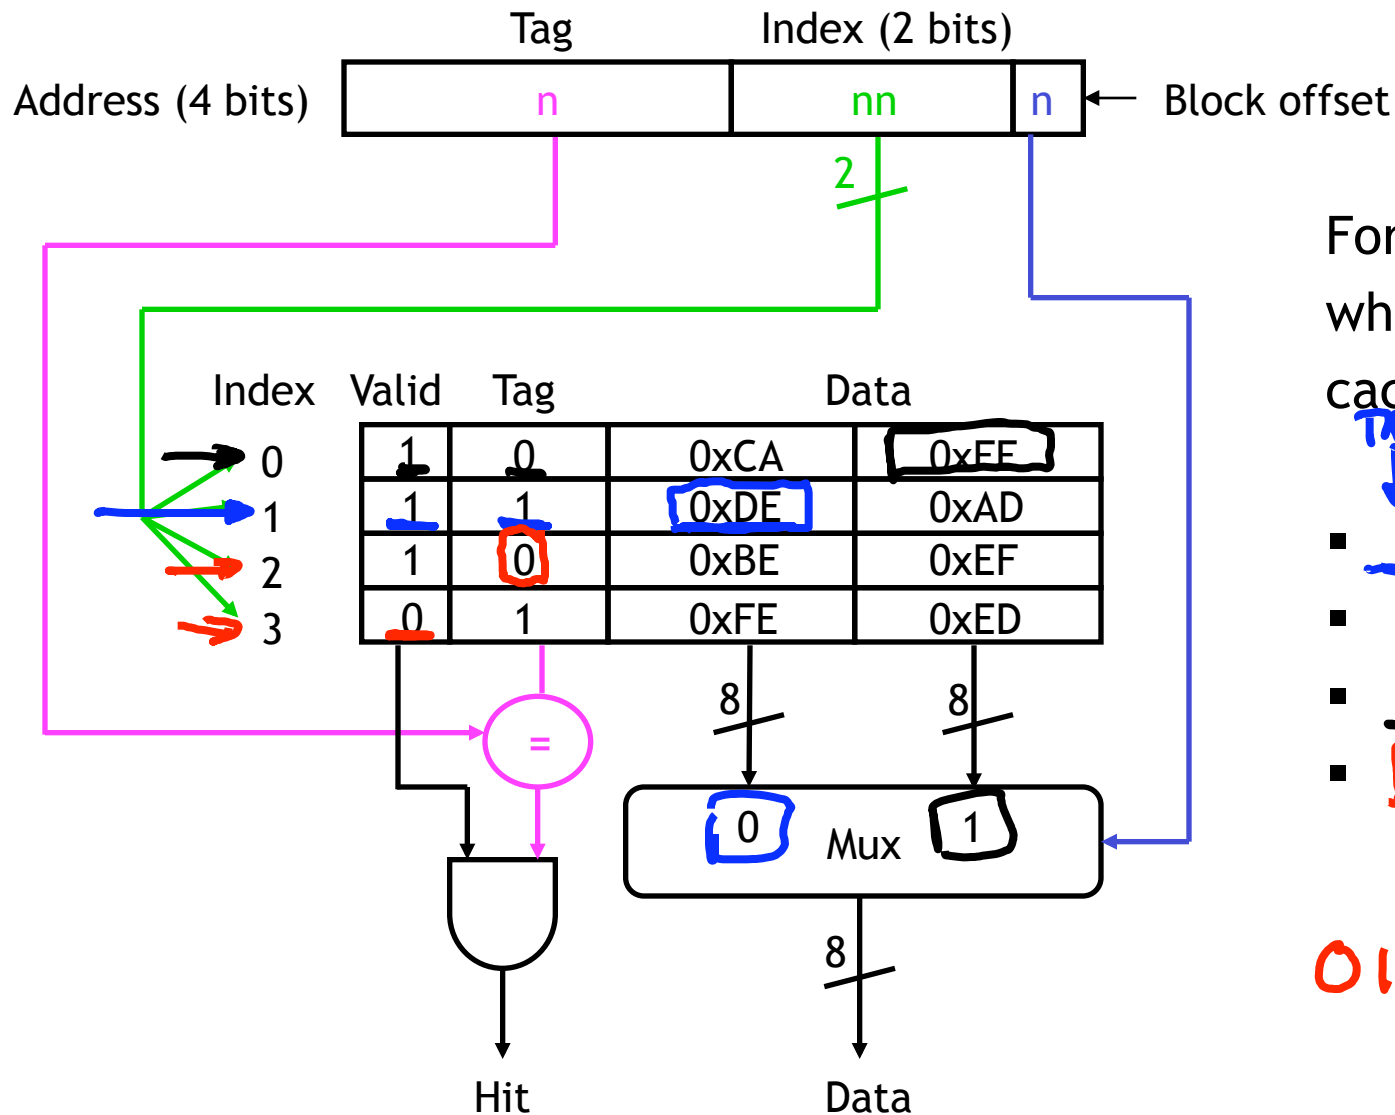 Tag Index (2 bits)
Address (4 bits) n nn n Block offset
2
Index Valid Tag Data
0 1 0 0xCA 0xFE
1 1 1 0xDE 0xAD
2 1 0 0xBE 0xEF
3 0 1 0xFE 0xED
8 8
=
0 Mux 1
8
Hit Data
For
wh
cac
01